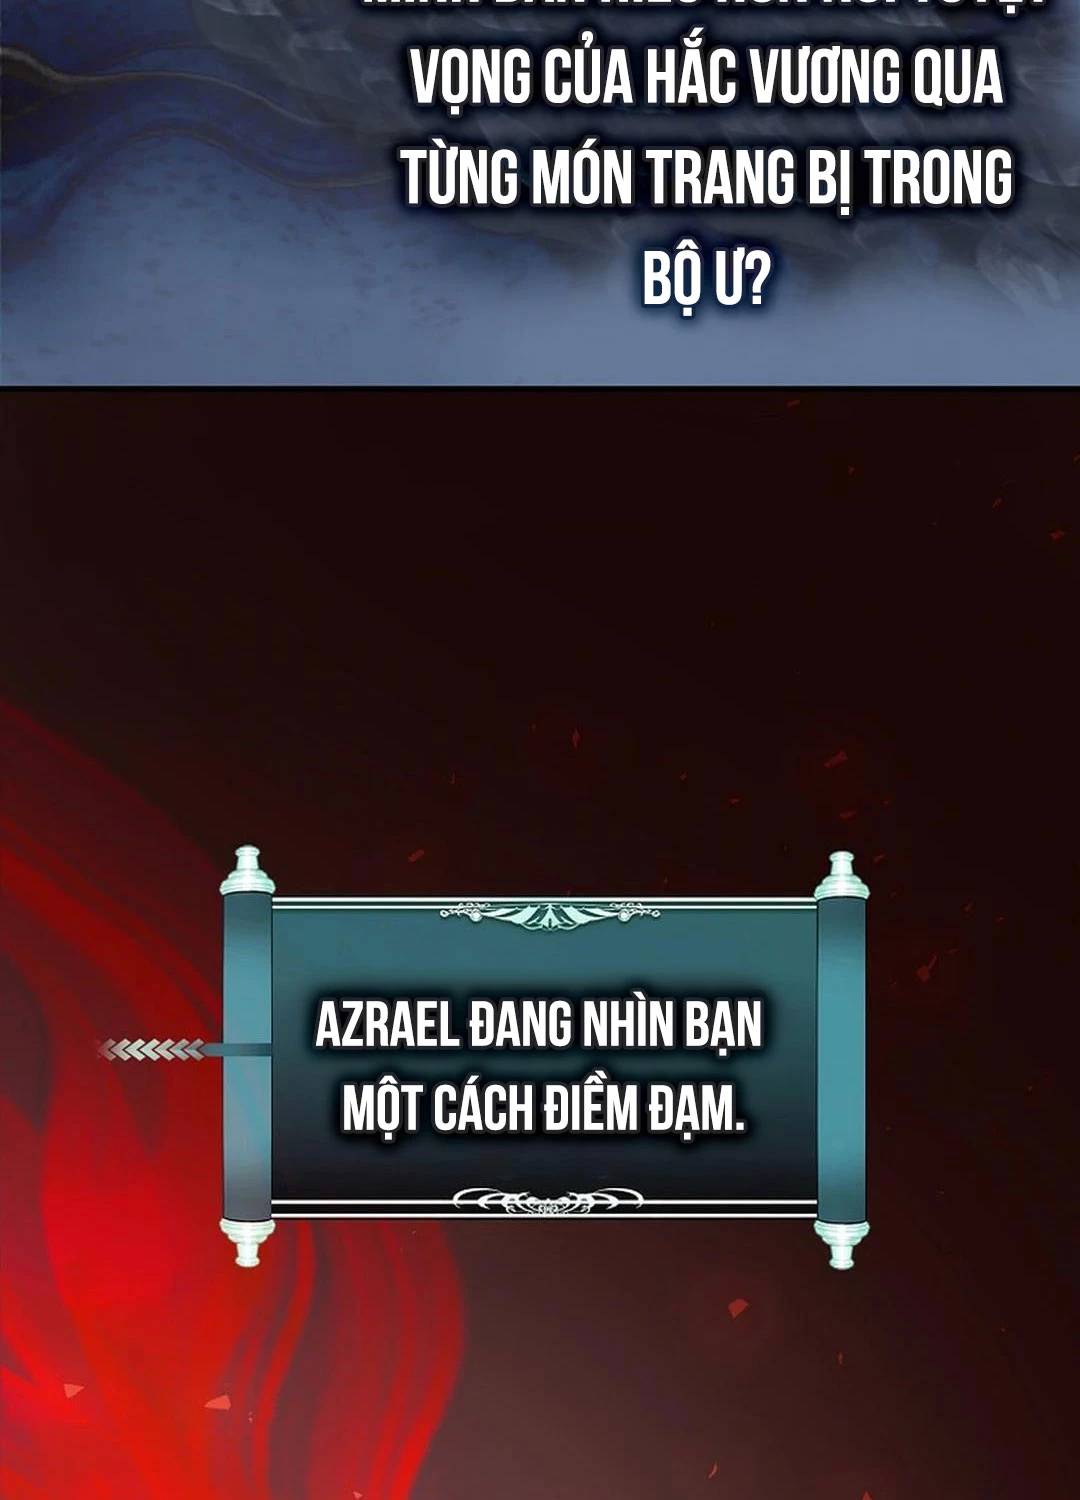 VỌNG CỦA HẮC VƯƠNG QUA
TỪNG MÓN TRANG BỊ TRONG
BỘ Ư?
AZRAEL ĐANG NHÌN BẠN
MỘT CÁCH ĐIỀM ĐẠM.